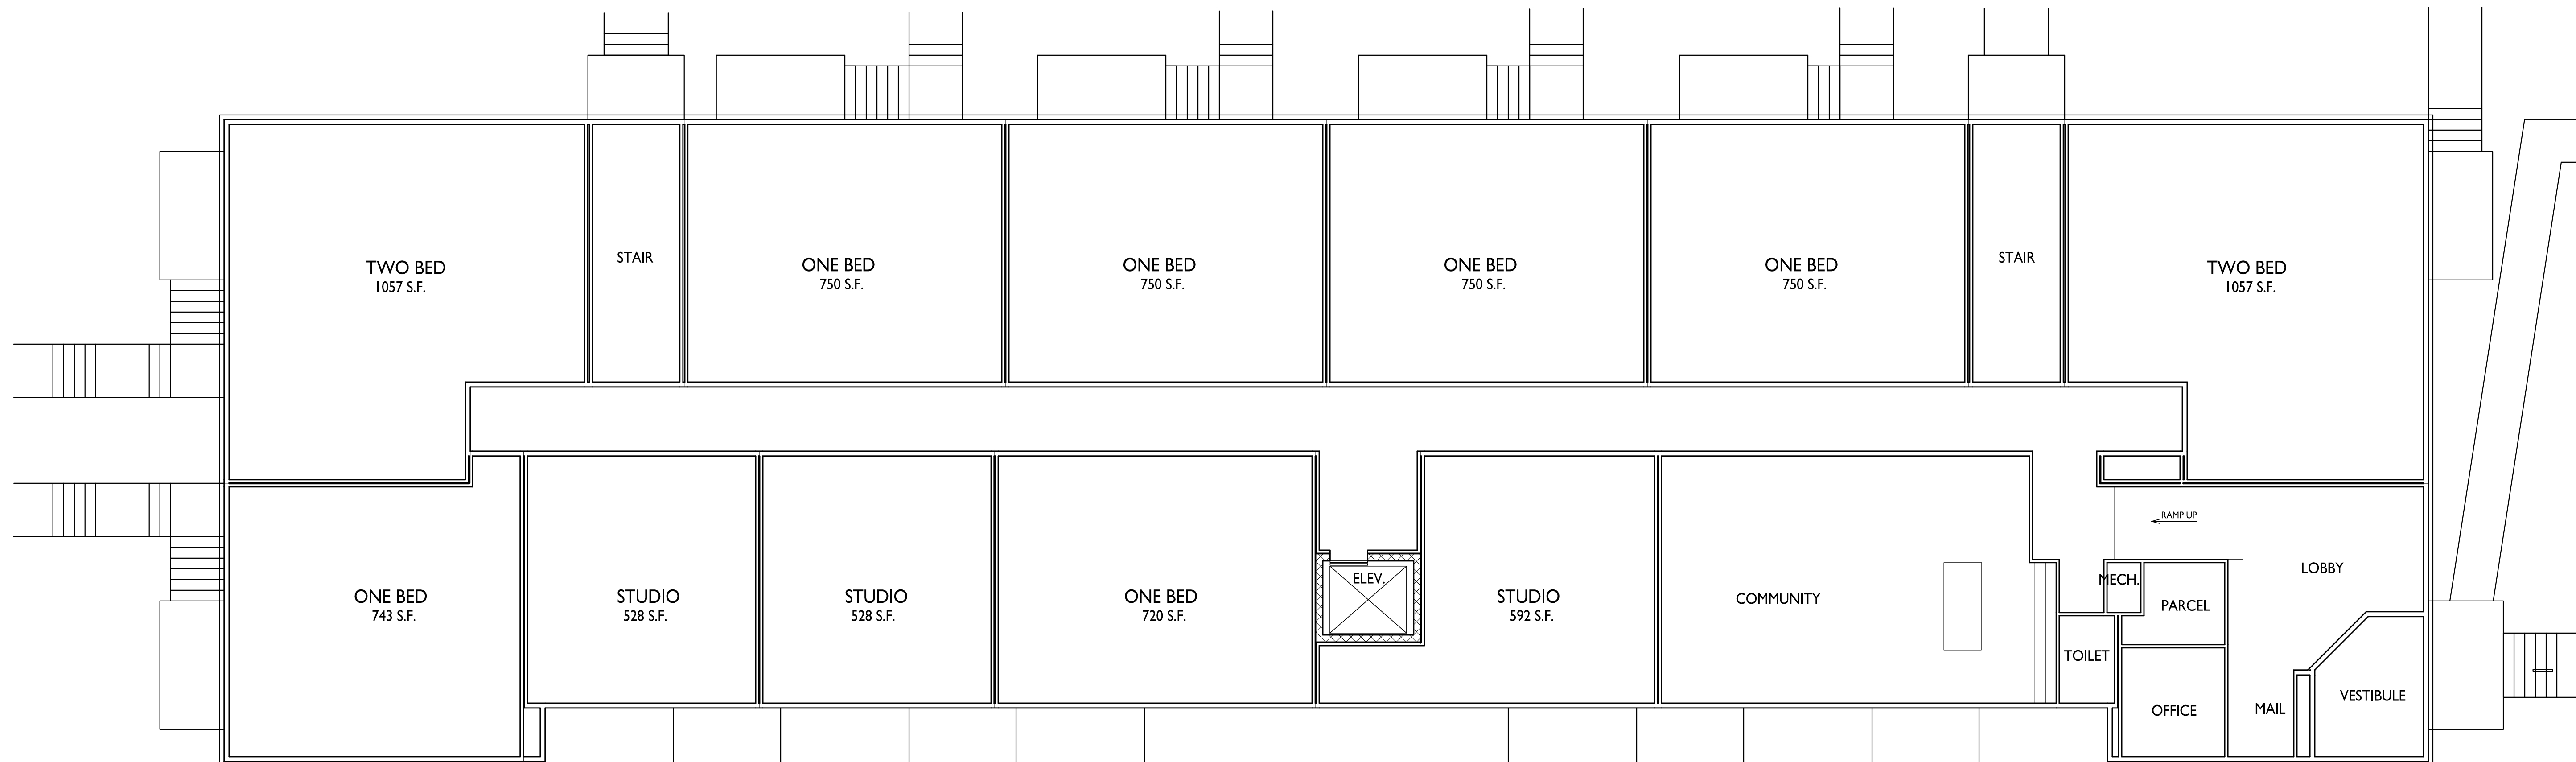 TWO BED
1057 S.F.
STAIR
ONE BED
750 S.F.
ONE BED
750 S.F.
ONE BED
750 S.F.
ONE BED
750 S.F.
STAIR
TWO BED
1057 S.F.
RAMP UP
ONE BED
743 S.F.
STUDIO
528 S.F.
STUDIO
528 S.F.
ONE BED
720 S.F.
ELEV.
STUDIO
592 S.F.
COMMUNITY
MECH.
PARCEL
LOBBY
TOILET
OFFICE
MAIL
VESTIBULE